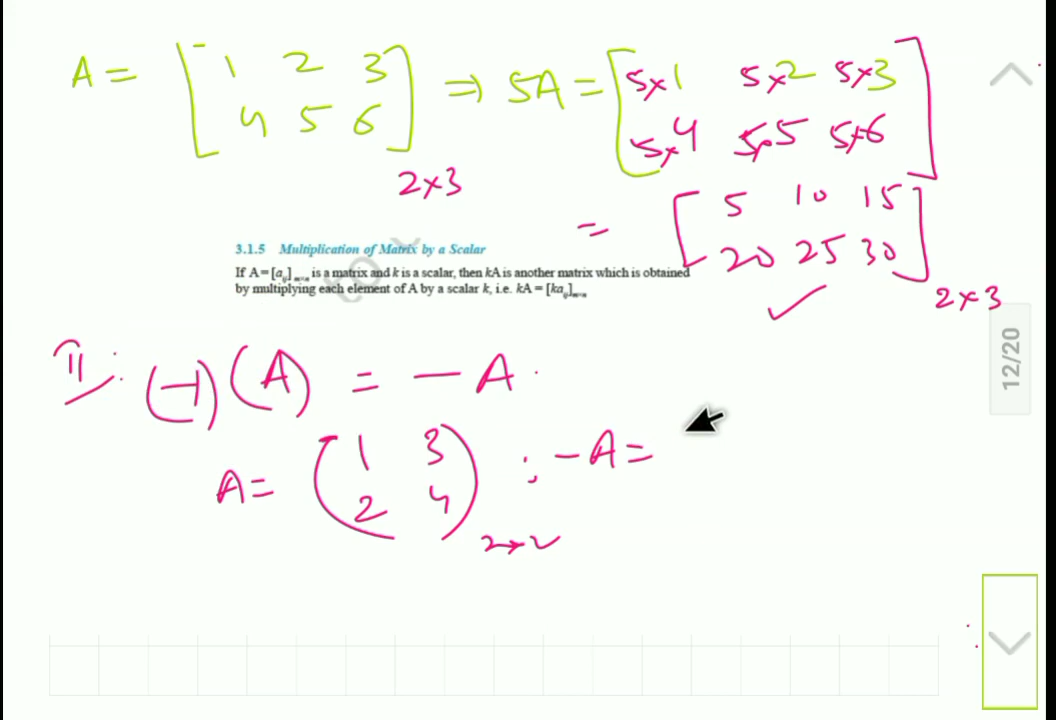 A = [ 1 2 3 ⇒ 5A = [ 5×1 5×2 5×3
4 5 6 ] 2×3 5×4 5×5 5×6 ]
= [ 5 10 15
20 25 30 ] 2×3 ✓
3.1.5 Multiplication of Matrix by a Scalar
If A = [aij]m×n is a matrix and k is a scalar, then kA is another matrix which is obtained
by multiplying each element of A by a scalar k, i.e. kA = [kaij]m×n
II. (-1)(A) = -A.
A = ( 1 3 ; -A =
2 4 ) 2×2
12/20